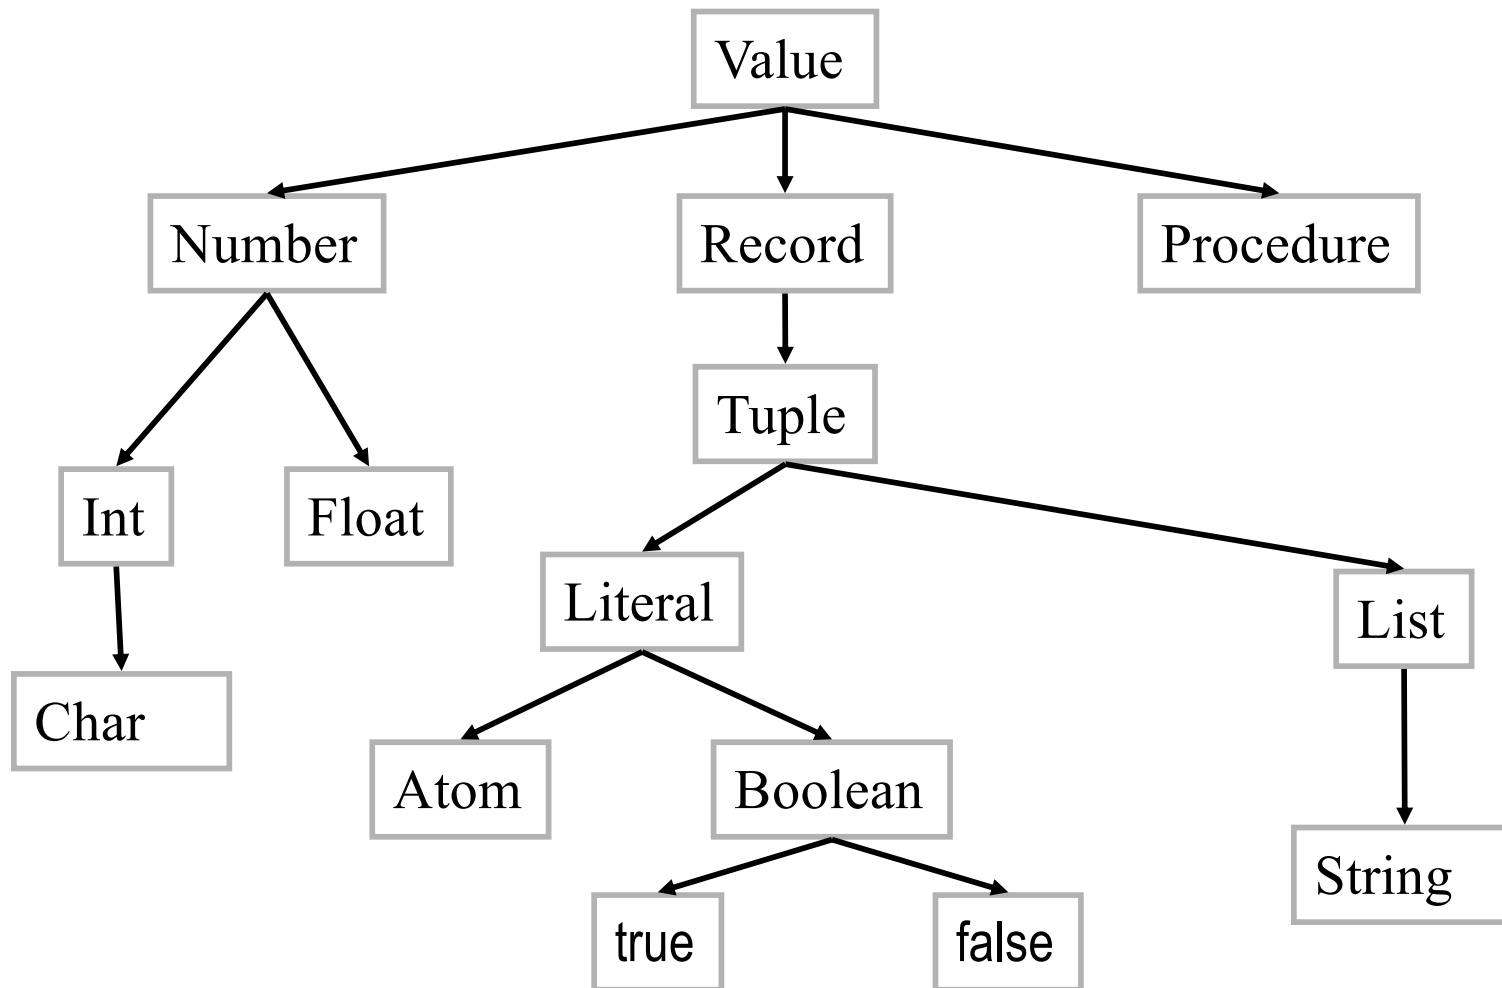 Value
Number
Record
Procedure
Tuple
Int
Float
Literal
List
Char
Atom
Boolean
String
true
false